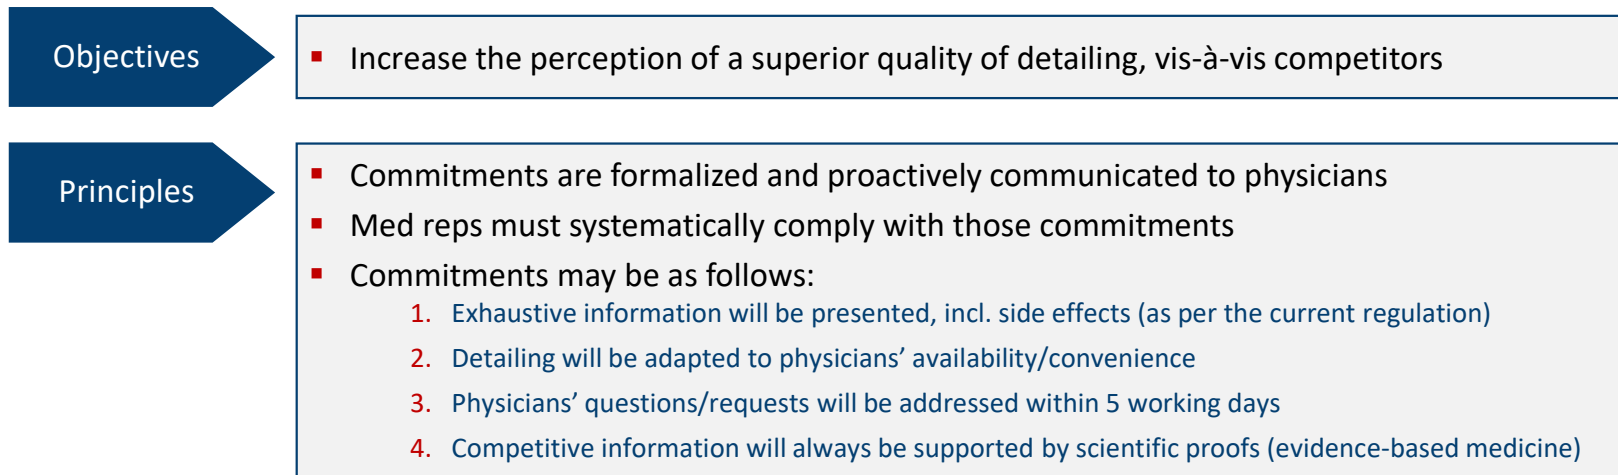 Objectives
▪ Increase the perception of a superior quality of detailing, vis-à-vis competitors
Principles
▪ Commitments are formalized and proactively communicated to physicians
▪ Med reps must systematically comply with those commitments
▪ Commitments may be as follows:
1. Exhaustive information will be presented, incl. side effects (as per the current regulation)
2. Detailing will be adapted to physicians’ availability/convenience
3. Physicians’ questions/requests will be addressed within 5 working days
4. Competitive information will always be supported by scientific proofs (evidence-based medicine)